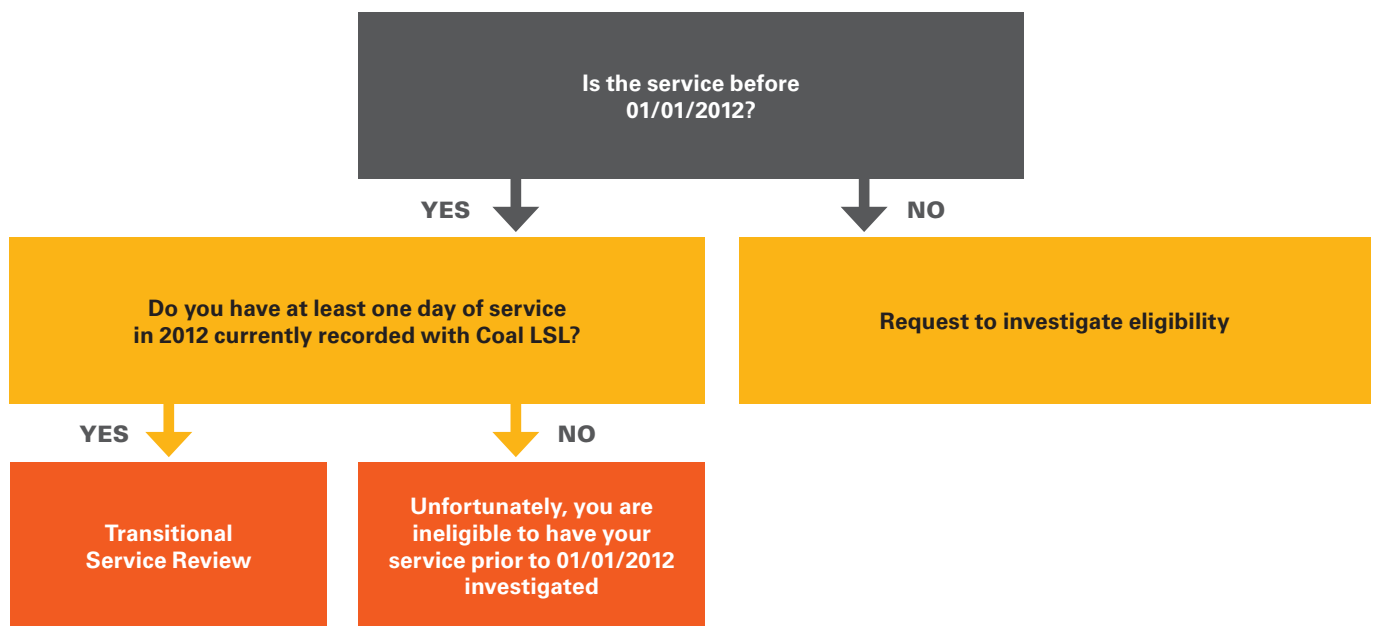 Is the service before
01/01/2012?
YES
NO
Do you have at least one day of service
in 2012 currently recorded with Coal LSL?
Request to investigate eligibility
YES
NO
Transitional
Service Review
Unfortunately, you are
ineligible to have your
service prior to 01/01/2012
investigated